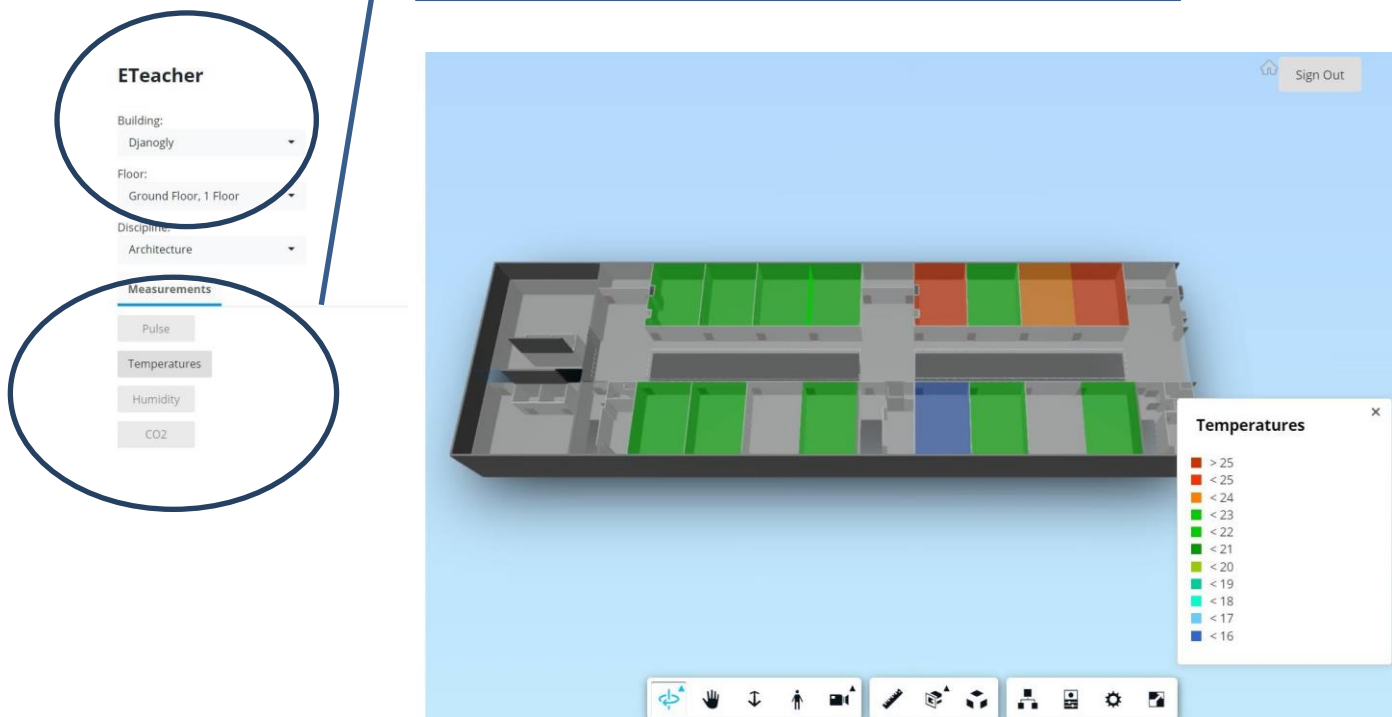 ETeacher
Building:
Djanogly
Floor:
Ground Floor, 1 Floor
Discipline:
Architecture
Measurements
Pulse
Temperatures
Humidity
CO2
Sign Out
Temperatures
> 25
< 25
< 24
< 23
< 22
< 21
< 20
< 19
< 18
< 17
< 16